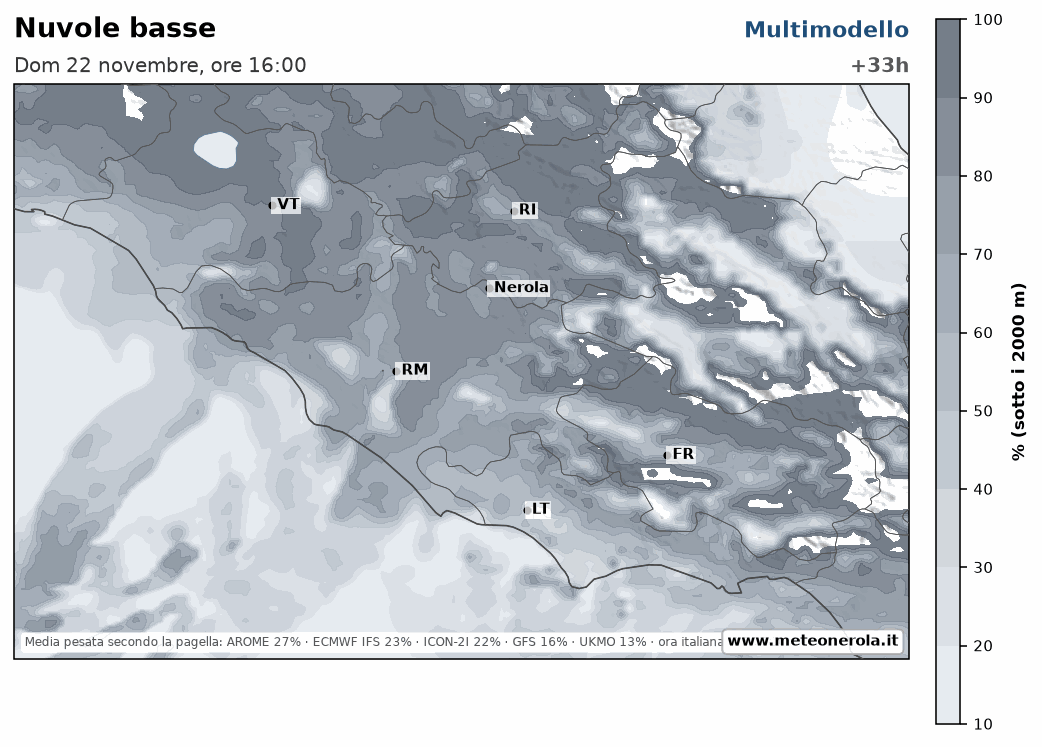 Nuvole basse
Multimodello
Dom 22 novembre, ore 16:00
+33h
VT
RI
Nerola
RM
FR
LT
Media pesata secondo la pagella: AROME 27% · ECMWF IFS 23% · ICON-2I 22% · GFS 16% · UKMO 13% · ora italiana
www.meteonerola.it
100
90
80
70
60
50
40
30
20
10
% (sotto i 2000 m)